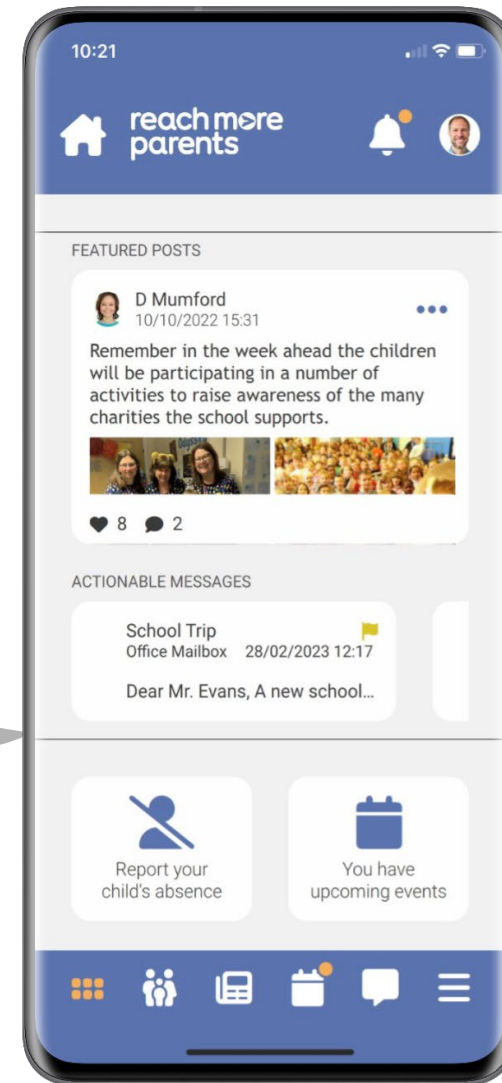 10:21
reach more
parents
FEATURED POSTS
D Mumford
10/10/2022 15:31
Remember in the week ahead the children
will be participating in a number of
activities to raise awareness of the many
charities the school supports.
8 2
ACTIONABLE MESSAGES
School Trip
Office Mailbox 28/02/2023 12:17
Dear Mr. Evans, A new school...
Report your
child's absence
You have
upcoming events